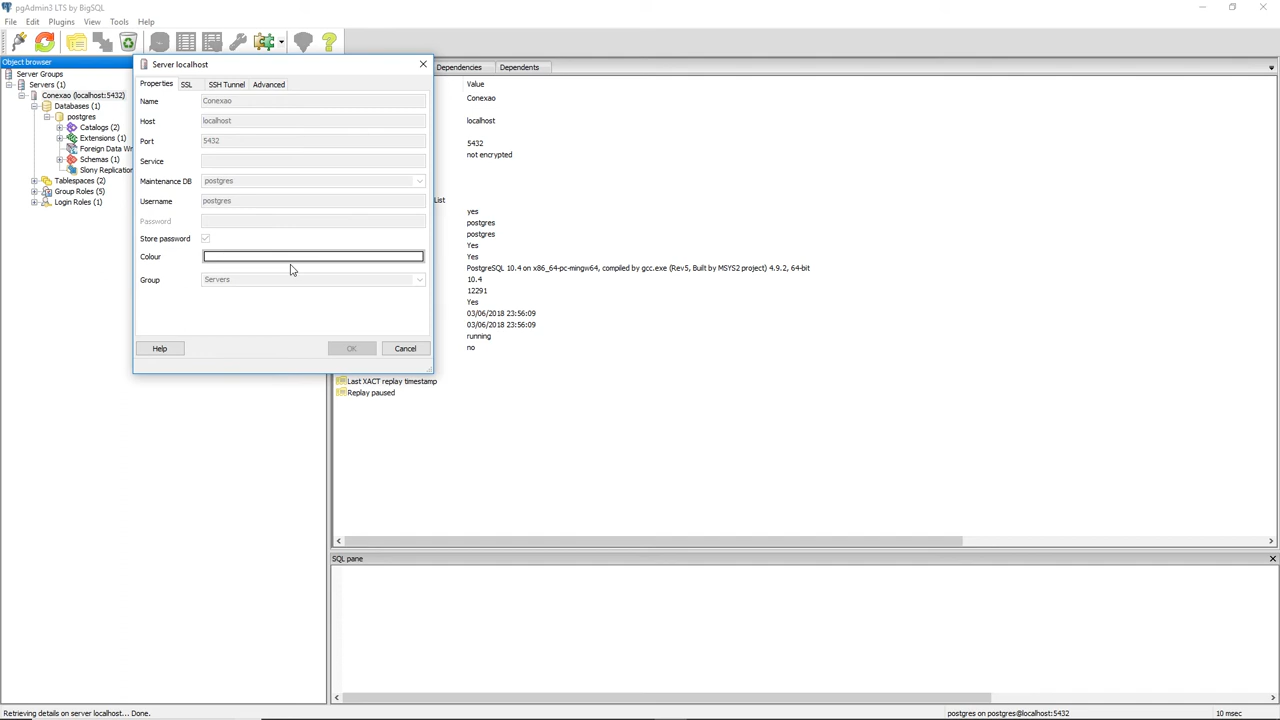 pgAdmin3 LTS by BigSQL
File Edit Plugins View Tools Help
Object browser
Server Groups
Servers (1)
Conexao (localhost:5432)
Databases (1)
postgres
Catalogs (2)
Extensions (1)
Foreign Data Wr
Schemas (1)
Slony Replicatio
Tablespaces (2)
Group Roles (5)
Login Roles (1)
Server localhost
Properties SSL SSH Tunnel Advanced
Name Conexao
Host localhost
Port 5432
Service
Maintenance DB postgres
Username postgres
Password
Store password
Colour
Group Servers
Help OK Cancel
Dependencies Dependents
Value
Conexao
localhost
5432
not encrypted
List
yes
postgres
postgres
Yes
Yes
PostgreSQL 10.4 on x86_64-pc-mingw64, compiled by gcc.exe (Rev5, Built by MSYS2 project) 4.9.2, 64-bit
10.4
12291
Yes
03/06/2018 23:56:09
03/06/2018 23:56:09
running
no
Last XACT replay timestamp
Replay paused
SQL pane
Retrieving details on server localhost... Done.
postgres on postgres@localhost:5432
10 msec